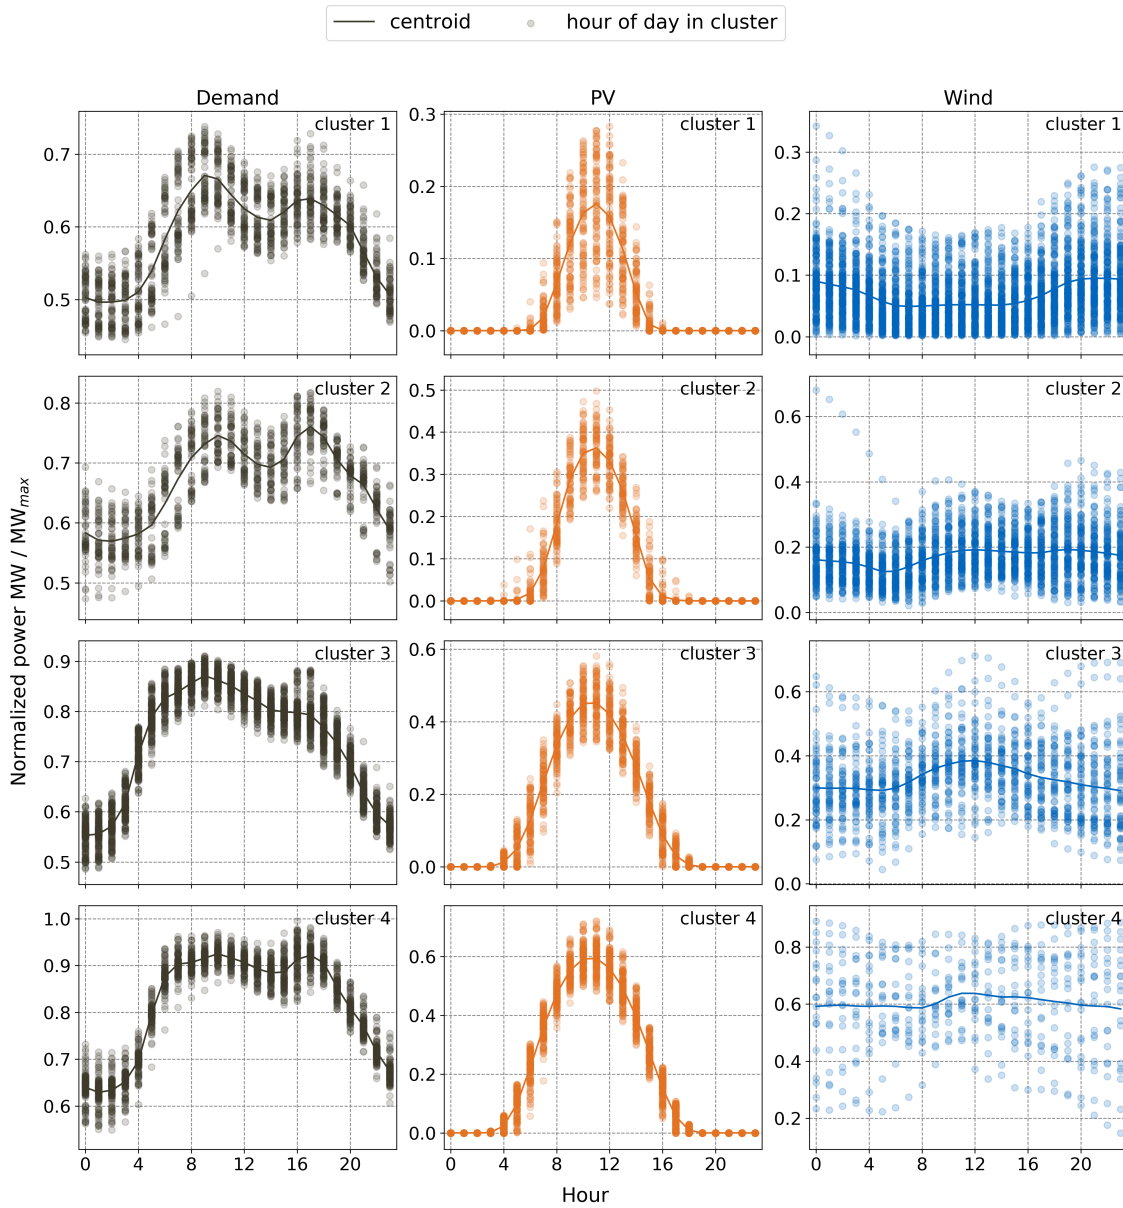 centroid hour of day in cluster
Demand PV Wind
cluster 1 cluster 1 cluster 1
0.7 0.6 0.5
0.3 0.2 0.1 0.0
0.3 0.2 0.1 0.0
cluster 2 cluster 2 cluster 2
0.8 0.7 0.6 0.5
0.5 0.4 0.3 0.2 0.1 0.0
0.6 0.4 0.2 0.0
cluster 3 cluster 3 cluster 3
0.9 0.8 0.7 0.6 0.5
0.6 0.4 0.2 0.0
0.6 0.4 0.2 0.0
cluster 4 cluster 4 cluster 4
1.0 0.9 0.8 0.7 0.6
0.6 0.4 0.2 0.0
0.8 0.6 0.4 0.2
0 4 8 12 16 20 0 4 8 12 16 20 0 4 8 12 16 20
Hour
Normalized power MW / MWmax